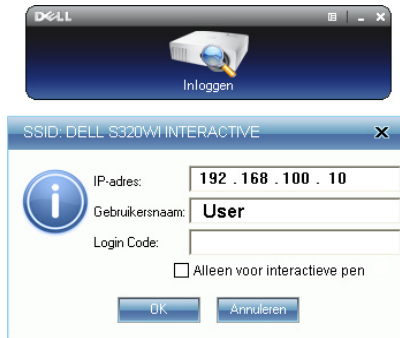 DELL
Inloggen
SSID: DELL S320WI INTERACTIVE
IP-adres: 192 . 168 . 100 . 10
Gebruikersnaam: User
Login Code:
Alleen voor interactieve pen
OK Annuleren